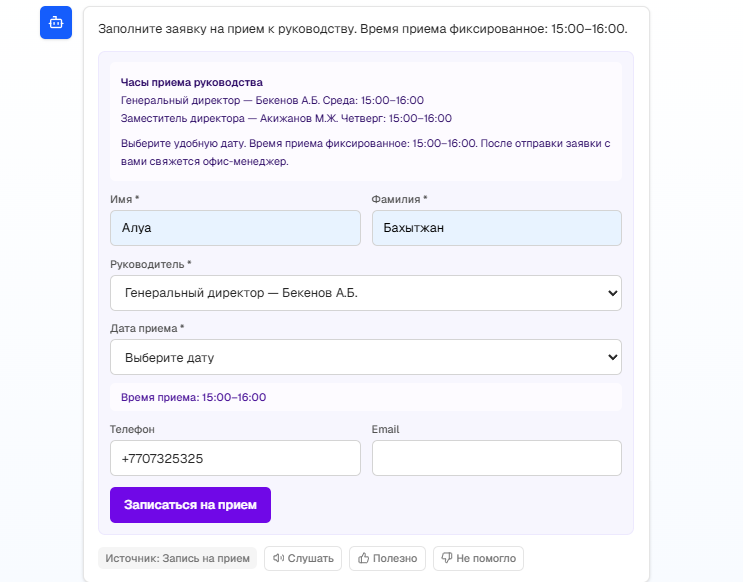 Заполните заявку на прием к руководству. Время приема фиксированное: 15:00–16:00.
Часы приема руководства
Генеральный директор — Бекенов А.Б. Среда: 15:00–16:00
Заместитель директора — Акижанов М.Ж. Четверг: 15:00–16:00
Выберите удобную дату. Время приема фиксированное: 15:00–16:00. После отправки заявки с
вами свяжется офис-менеджер.
Имя * Фамилия *
Алуа Бахытжан
Руководитель *
Генеральный директор — Бекенов А.Б.
Дата приема *
Выберите дату
Время приема: 15:00–16:00
Телефон Email
+7707325325
Записаться на прием
Источник: Запись на прием Слушать Полезно Не помогло